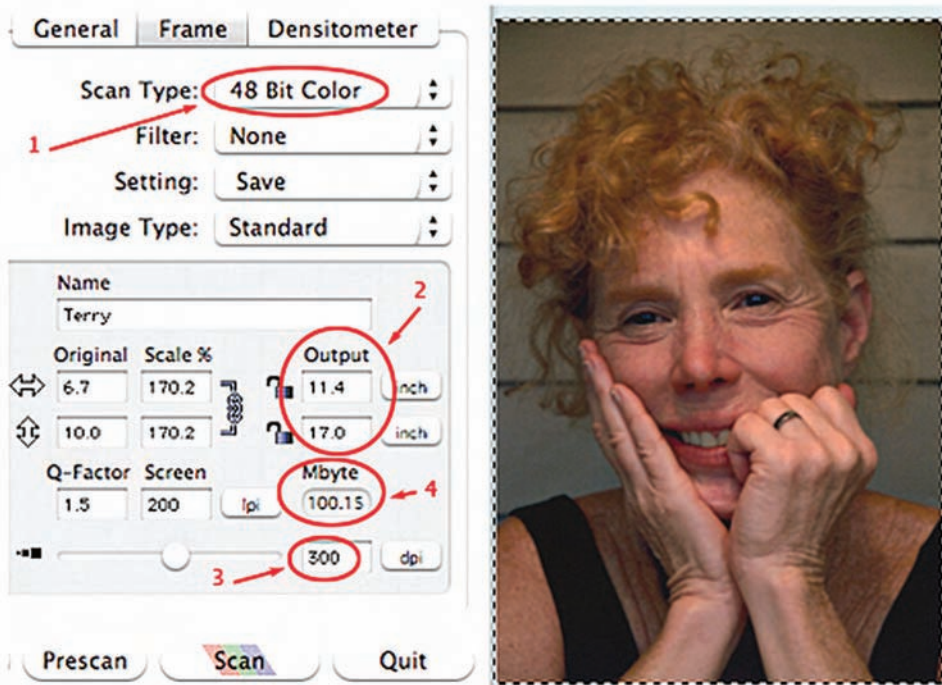 General Frame Densitometer
Scan Type: 48 Bit Color
1
Filter: None
Setting: Save
Image Type: Standard
Name
2
Terry
Original Scale % Output
6.7 170.2 11.4 inch
10.0 170.2 17.0 inch
Q-Factor Screen Mbyte
4
1.5 200 lpi 100.15
300 dpi
3
Prescan Scan Quit